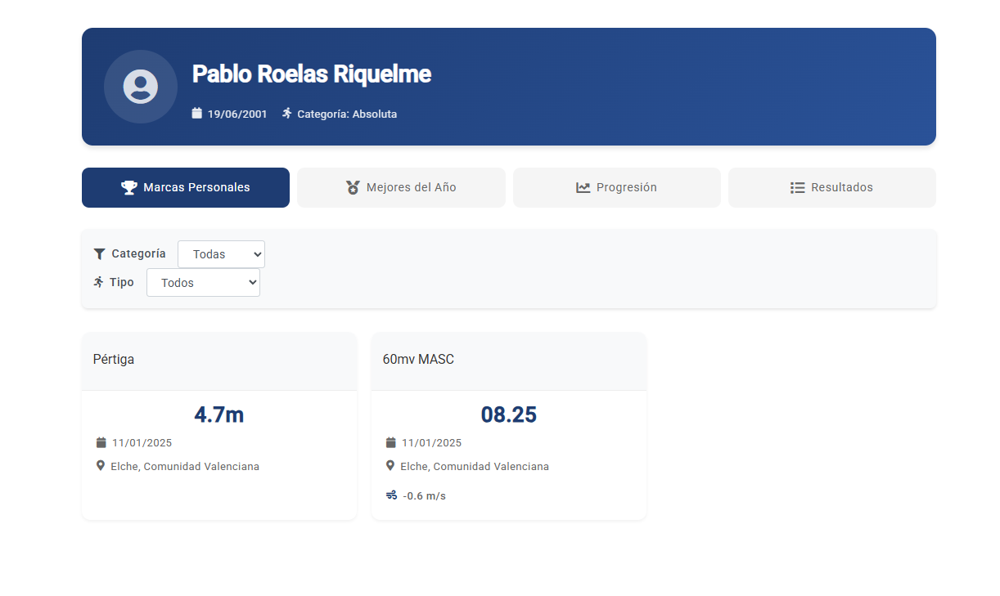 Pablo Roelas Riquelme
19/06/2001 Categoría: Absoluta
Marcas Personales
Mejores del Año
Progresión
Resultados
Categoría Todas
Tipo Todos
Pértiga
4.7m
11/01/2025
Elche, Comunidad Valenciana
60mv MASC
08.25
11/01/2025
Elche, Comunidad Valenciana
-0.6 m/s